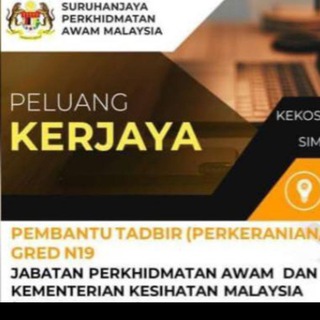 SURUHANJAYA
PERKHIDMATAN
AWAM MALAYSIA
PELUANG
KERJAYA
KEKOS
SIM
PEMBANTU TADBIR (PERKERANIAN/
GRED N19
JABATAN PERKHIDMATAN AWAM DAN
KEMENTERIAN KESIHATAN MALAYSIA